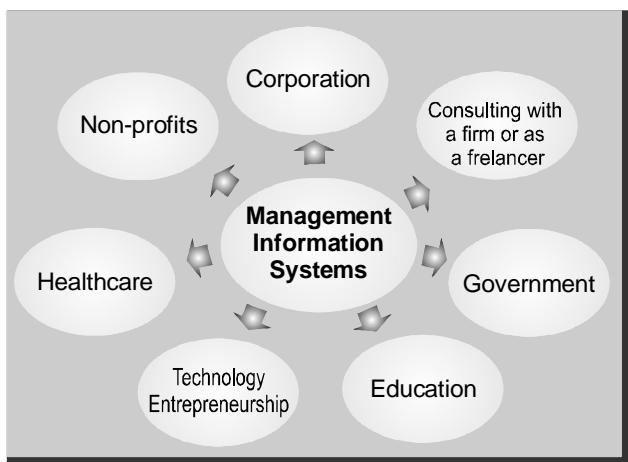 Corporation
Non-profits
Consulting with
a firm or as
a frelancer
Management
Information
Systems
Healthcare
Government
Technology
Entrepreneurship
Education